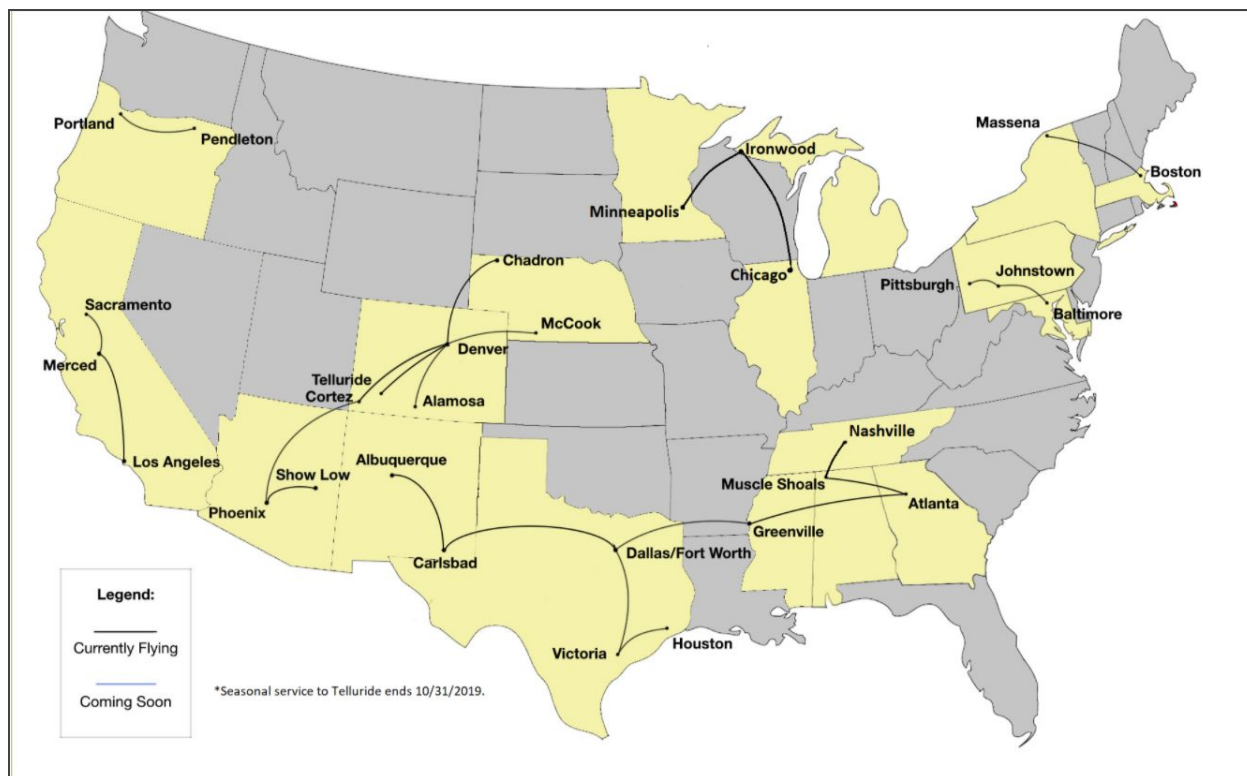 Massena
Portland
Pendleton
Ironwood
Boston
Minneapolis
Chadron
Chicago
Johnstown
Pittsburgh
Baltimore
Sacramento
McCook
Denver
Merced
Telluride
Cortez
Alamosa
Nashville
Albuquerque
Los Angeles
Show Low
Muscle Shoals
Atlanta
Phoenix
Greenville
Dallas/Fort Worth
Carlsbad
Legend:
Currently Flying
Coming Soon
Houston
Victoria
*Seasonal service to Telluride ends 10/31/2019.